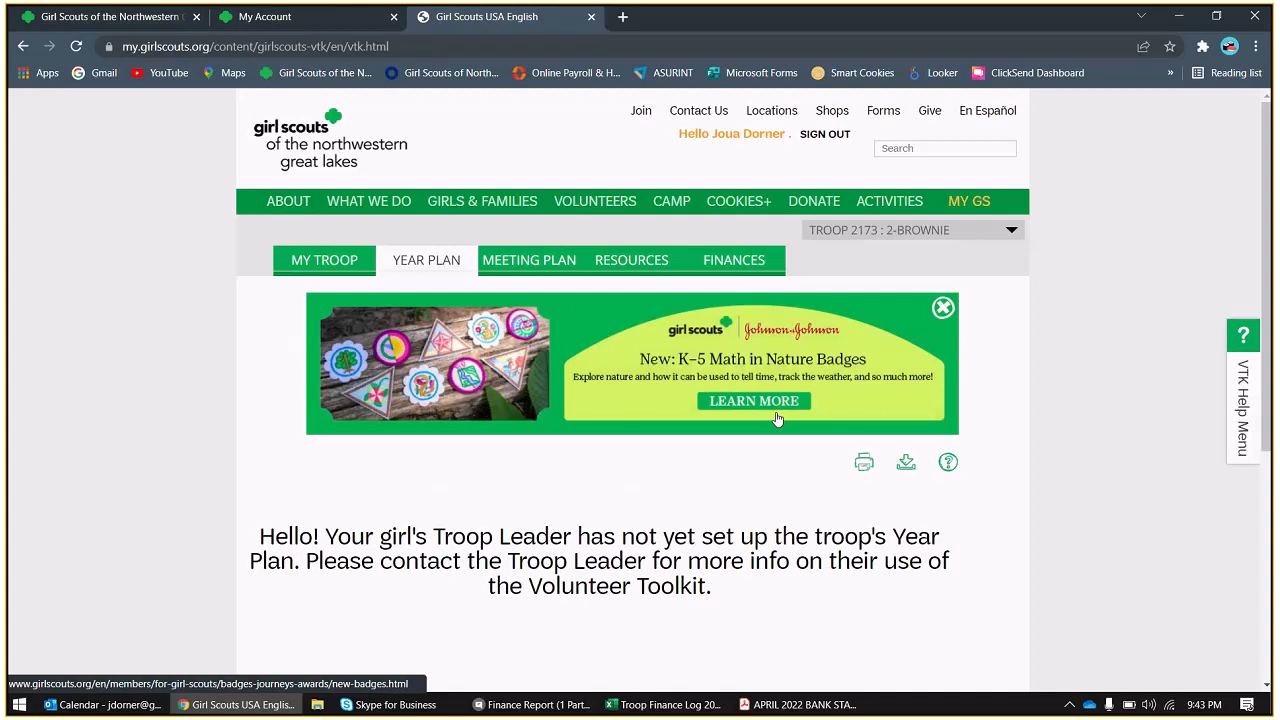 Girl Scouts of the Northwestern
My Account
Girl Scouts USA English
my.girlscouts.org/content/girlscouts-vtk/en/vtk.html
Apps
Gmail
YouTube
Maps
Girl Scouts of the N...
Girl Scouts of North...
Online Payroll & H...
ASURINT
Microsoft Forms
Smart Cookies
Looker
ClickSend Dashboard
»
Reading list
Join Contact Us Locations Shops Forms Give En Español
girl scouts
of the northwestern
great lakes
Hello Joua Dorner . SIGN OUT
Search
ABOUT WHAT WE DO GIRLS & FAMILIES VOLUNTEERS CAMP COOKIES+ DONATE ACTIVITIES MY GS
TROOP 2173 : 2-BROWNIE
MY TROOP YEAR PLAN MEETING PLAN RESOURCES FINANCES
girl scouts Johnson & Johnson
New: K–5 Math in Nature Badges
Explore nature and how it can be used to tell time, track the weather, and so much more!
LEARN MORE
?
VTK Help Menu
Hello! Your girl's Troop Leader has not yet set up the troop's Year
Plan. Please contact the Troop Leader for more info on their use of
the Volunteer Toolkit.
www.girlscouts.org/en/members/for-girl-scouts/badges-journeys-awards/new-badges.html
Calendar - jdorner@g...
Girl Scouts USA Englis...
Skype for Business
Finance Report (1 Part...
Troop Finance Log 20...
APRIL 2022 BANK STA...
9:43 PM